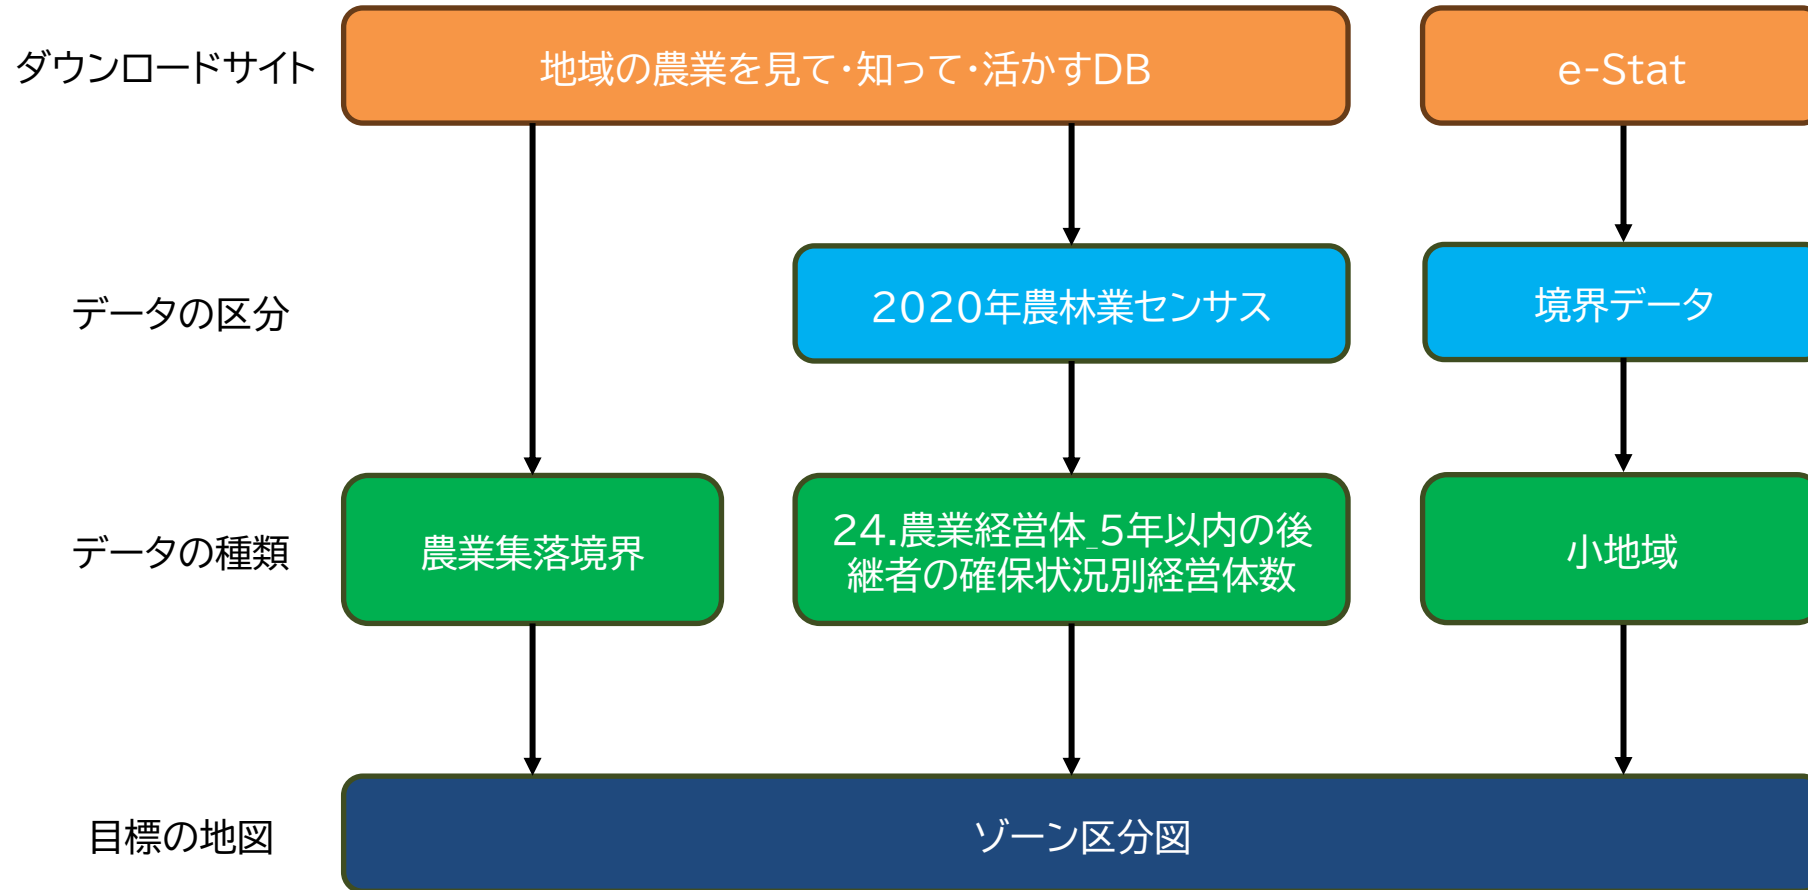 ダウンロードサイト
地域の農業を見て・知って・活かすDB
e-Stat
データの区分
2020年農林業センサス
境界データ
データの種類
農業集落境界
24.農業経営体_5年以内の後
継者の確保状況別経営体数
小地域
目標の地図
ゾーン区分図